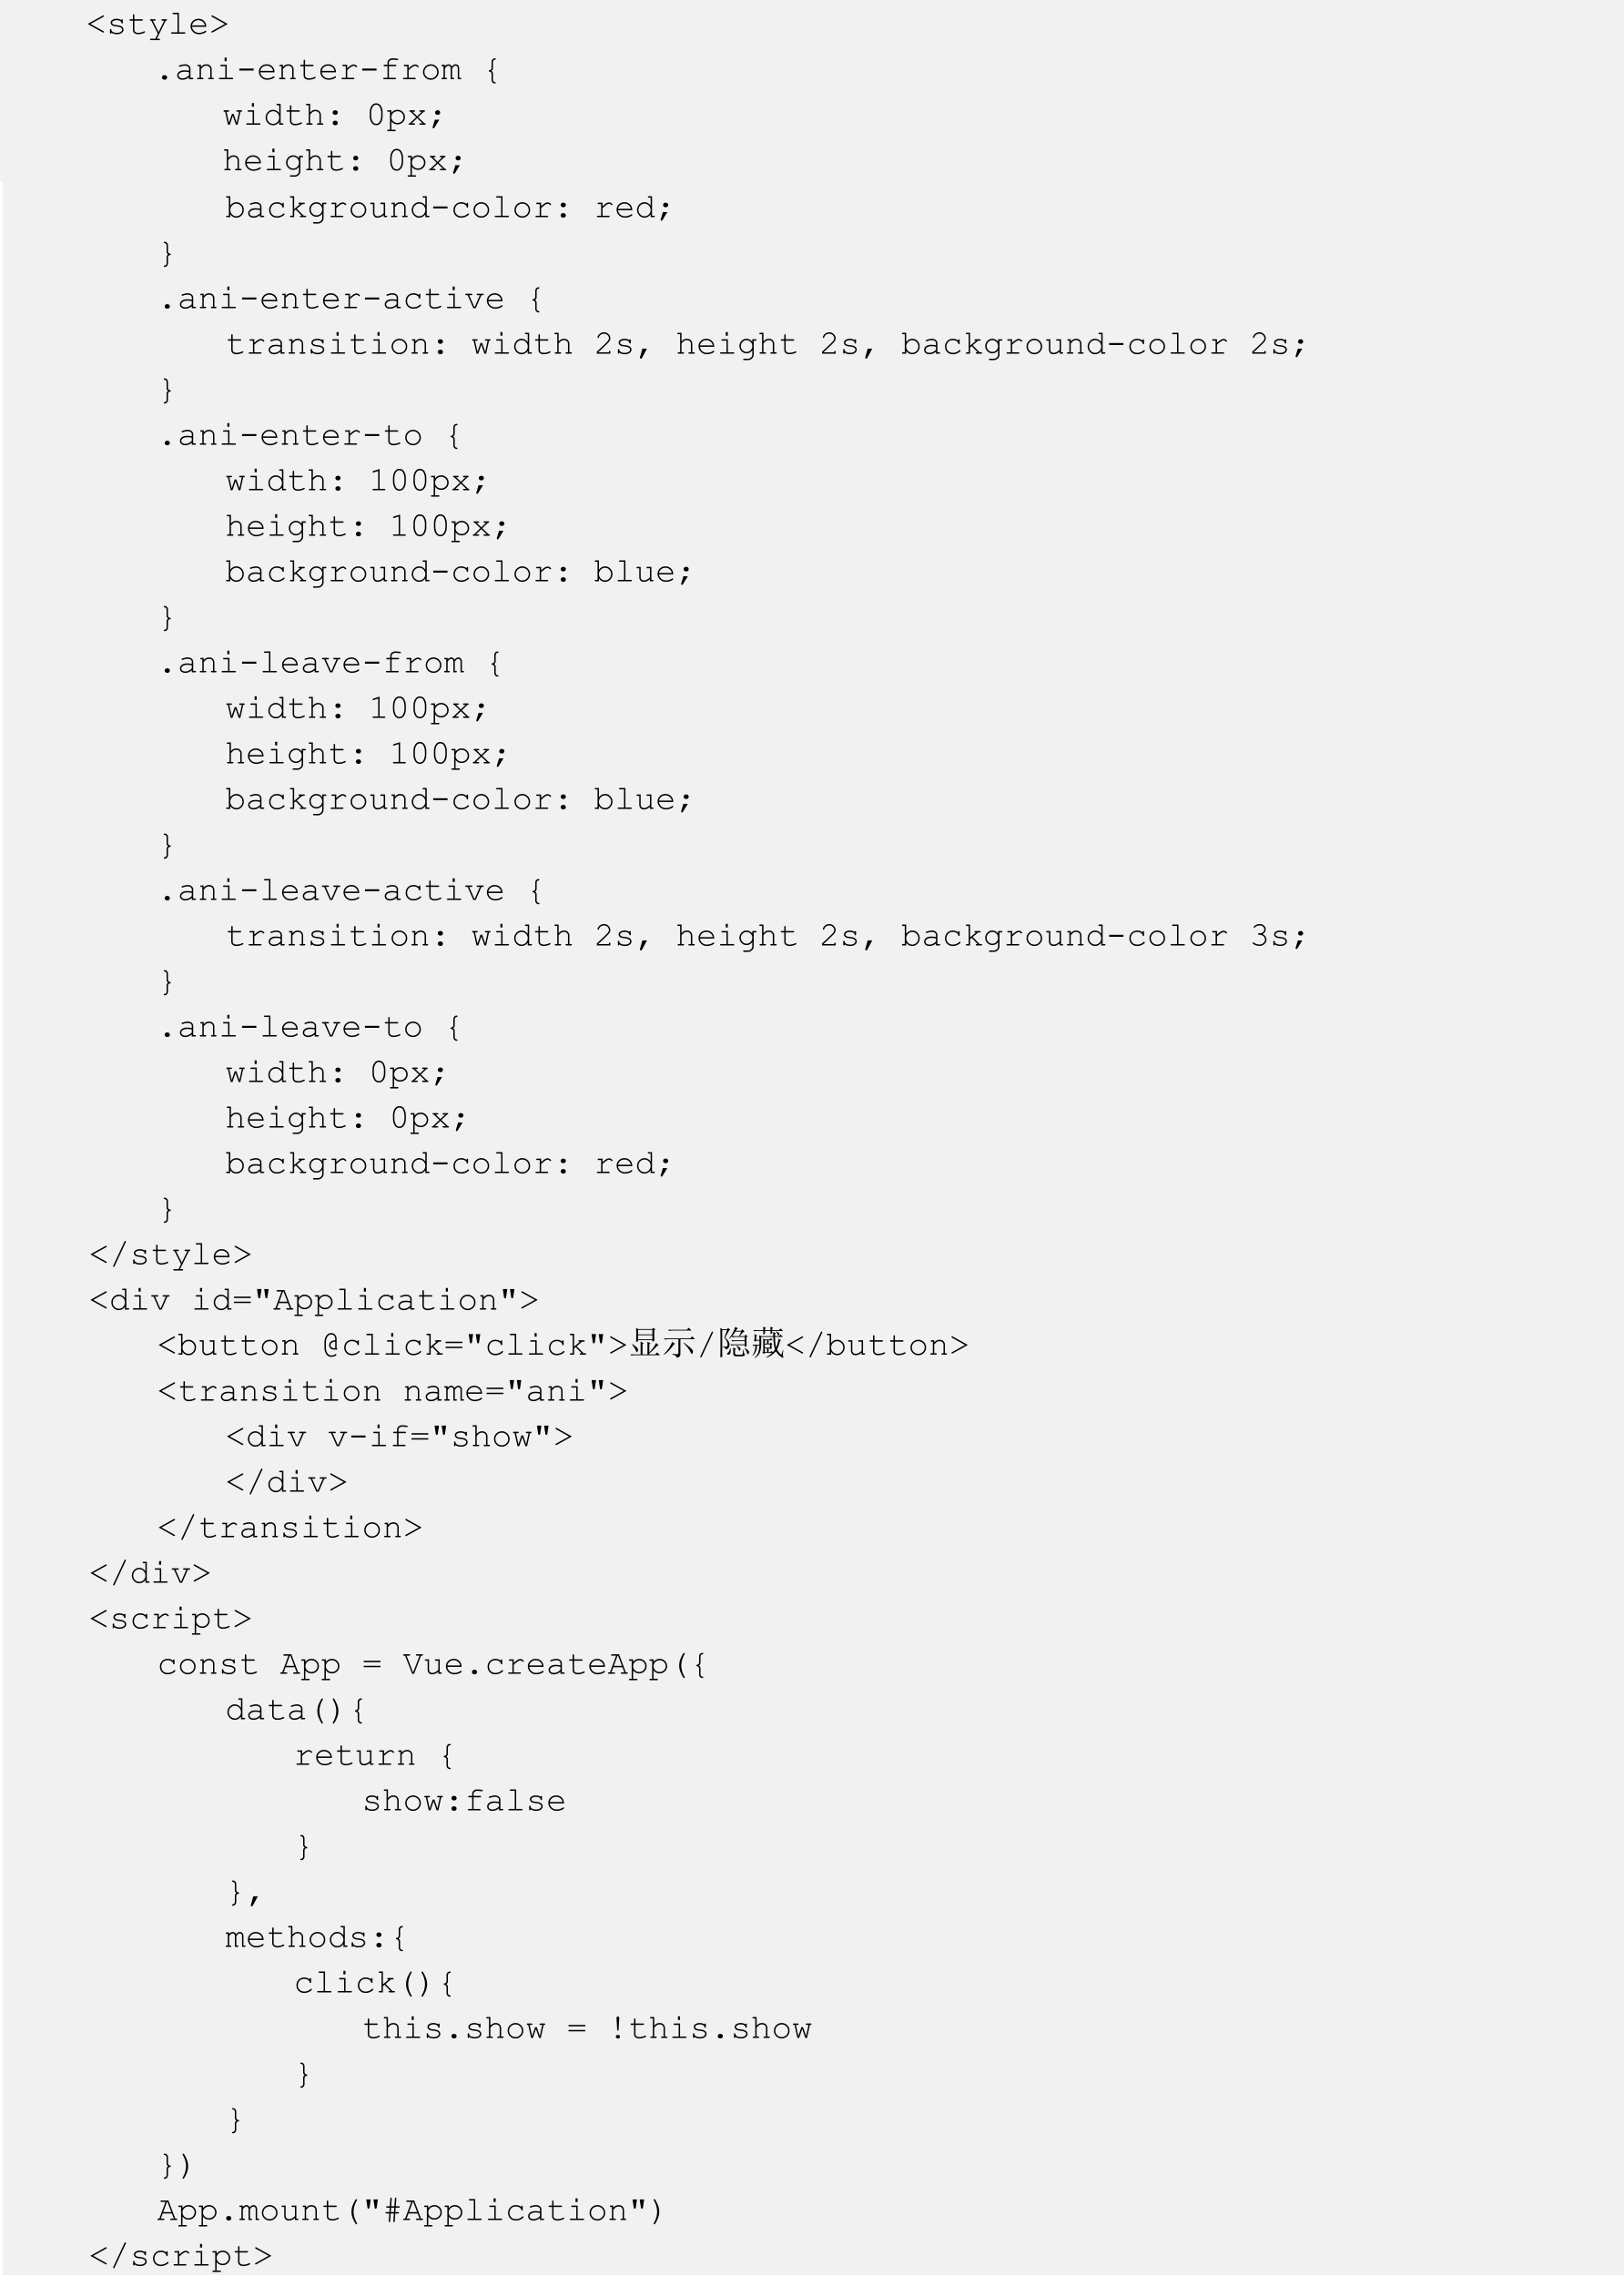 <style>
.ani-enter-from {
width: 0px;
height: 0px;
background-color: red;
}
.ani-enter-active {
transition: width 2s, height 2s, background-color 2s;
}
.ani-enter-to {
width: 100px;
height: 100px;
background-color: blue;
}
.ani-leave-from {
width: 100px;
height: 100px;
background-color: blue;
}
.ani-leave-active {
transition: width 2s, height 2s, background-color 3s;
}
.ani-leave-to {
width: 0px;
height: 0px;
background-color: red;
}
</style>
<div id="Application">
<button @click="click">显示/隐藏</button>
<transition name="ani">
<div v-if="show">
</div>
</transition>
</div>
<script>
const App = Vue.createApp({
data(){
return {
show:false
}
},
methods:{
click(){
this.show = !this.show
}
}
})
App.mount("#Application")
</script>